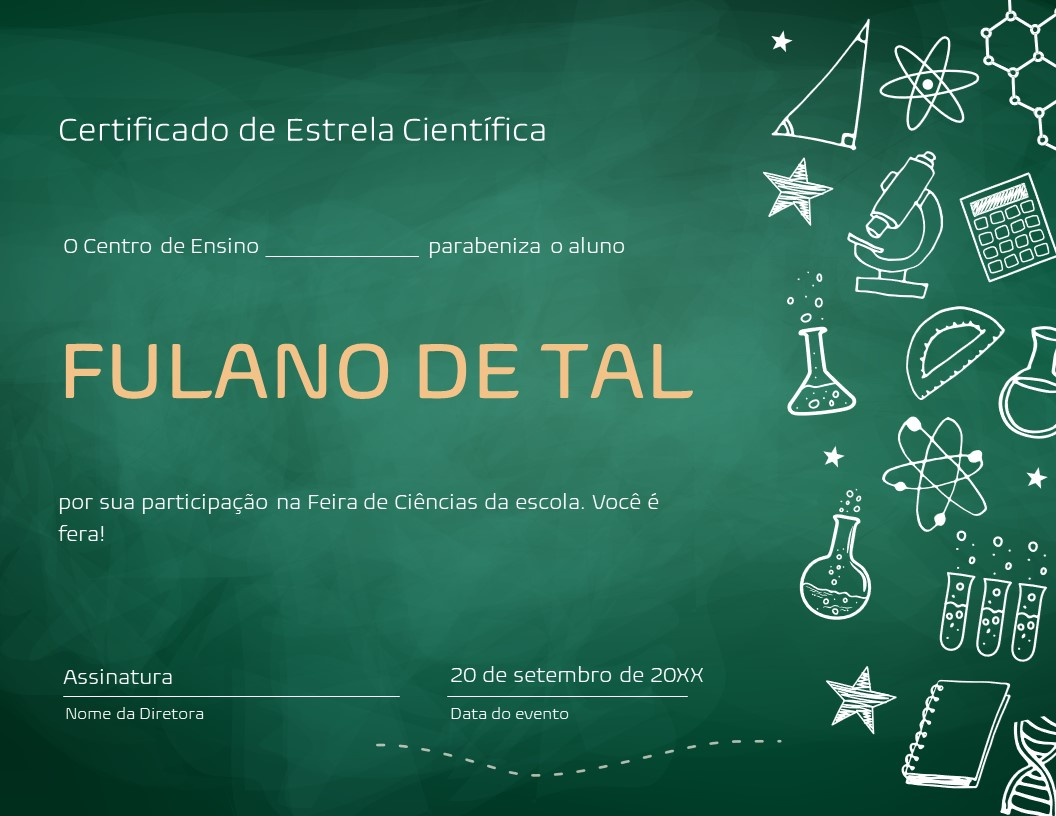 Certificado de Estrela Científica
O Centro de Ensino ______________ parabeniza o aluno
FULANO DE TAL
por sua participação na Feira de Ciências da escola. Você é
fera!
Assinatura
20 de setembro de 20XX
Nome da Diretora
Data do evento